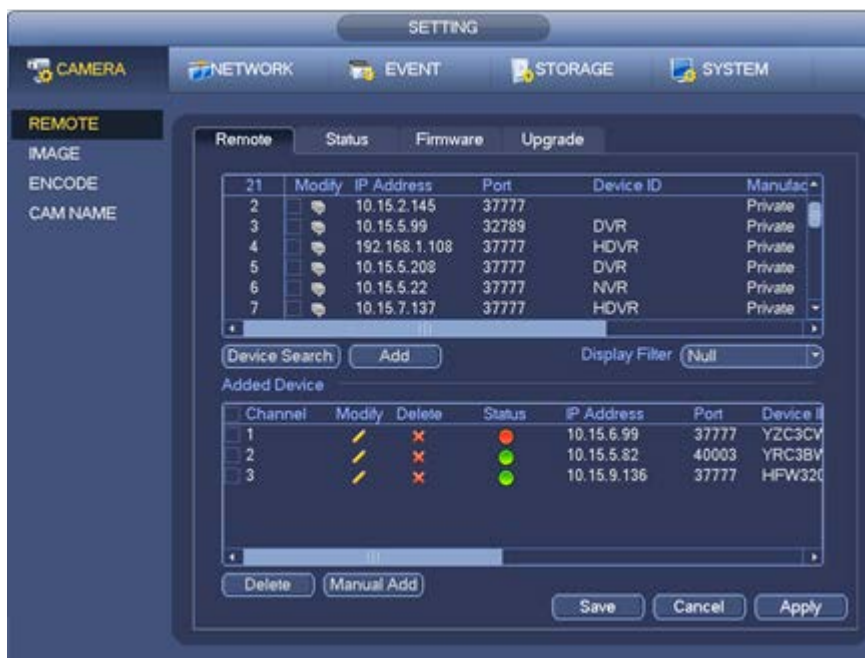 SETTING
CAMERA NETWORK EVENT STORAGE SYSTEM
REMOTE
IMAGE
ENCODE
CAM NAME
Remote Status Firmware Upgrade
21 Modify IP Address Port Device ID Manufac
2 10.15.2.145 37777 Private
3 10.15.5.99 32789 DVR Private
4 192.168.1.108 37777 HDVR Private
5 10.15.5.208 37777 DVR Private
6 10.15.5.22 37777 NVR Private
7 10.15.7.137 37777 HDVR Private
Device Search Add Display Filter Null
Added Device
Channel Modify Delete Status IP Address Port Device I
1 10.15.6.99 37777 YZC3CV
2 10.15.5.82 40003 YRC3BV
3 10.15.9.136 37777 HFW320
Delete Manual Add
Save Cancel Apply